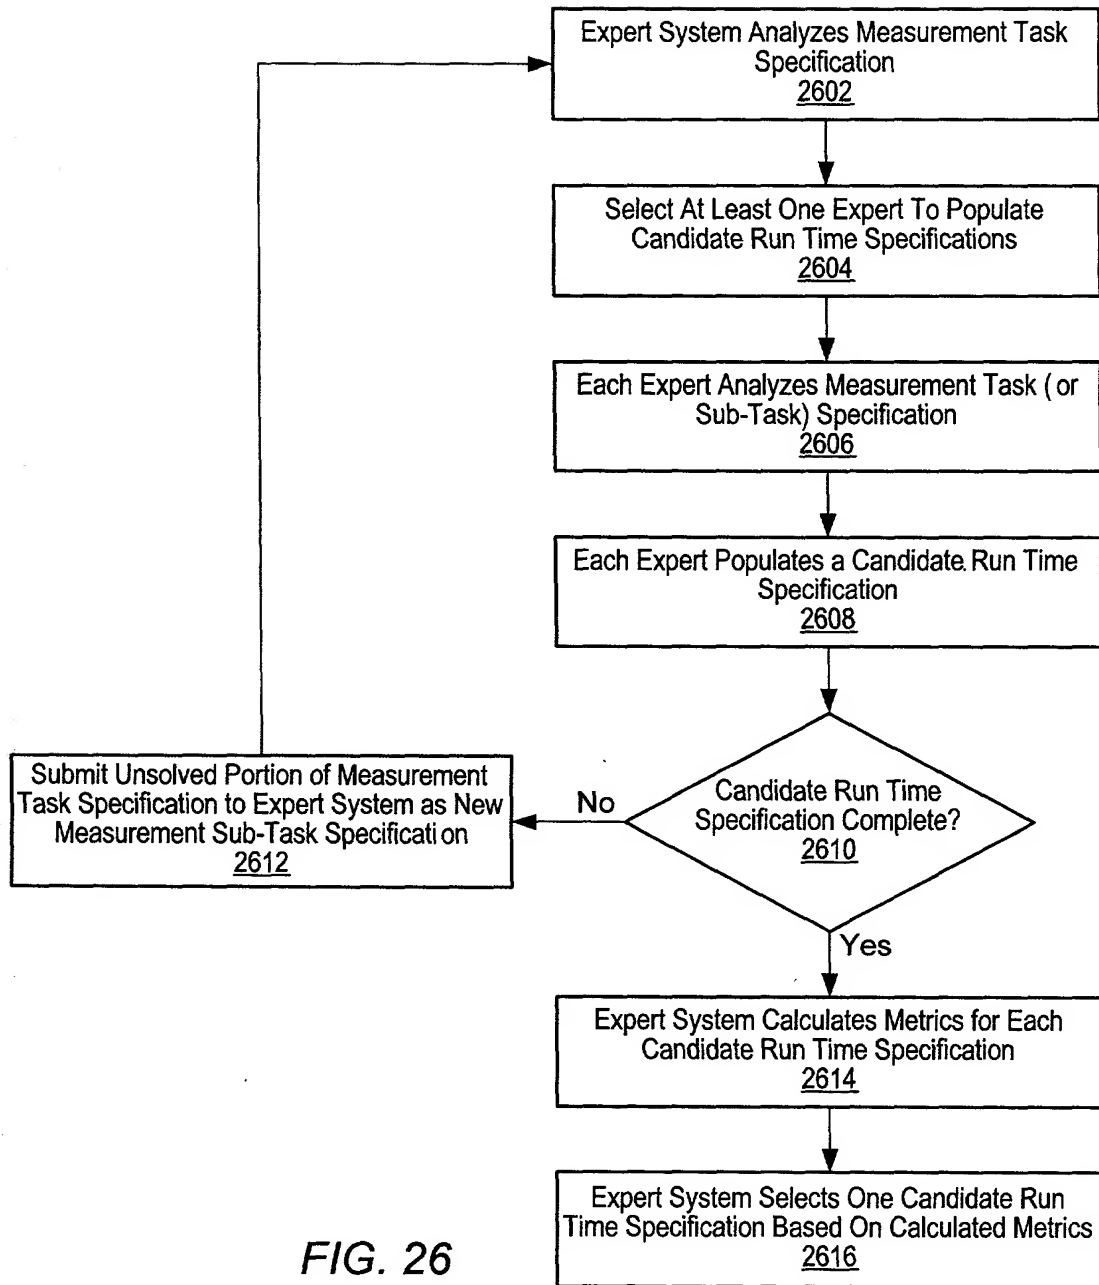 Expert System Analyzes Measurement Task
Specification
2602
Select At Least One Expert To Populate
Candidate Run Time Specifications
2604
Each Expert Analyzes Measurement Task ( or
Sub-Task) Specification
2606
Each Expert Populates a Candidate Run Time
Specification
2608
Candidate Run Time
Specification Complete?
2610
No
Submit Unsolved Portion of Measurement
Task Specification to Expert System as New
Measurement Sub-Task Specification
2612
Yes
Expert System Calculates Metrics for Each
Candidate Run Time Specification
2614
Expert System Selects One Candidate Run
Time Specification Based On Calculated Metrics
2616
FIG. 26